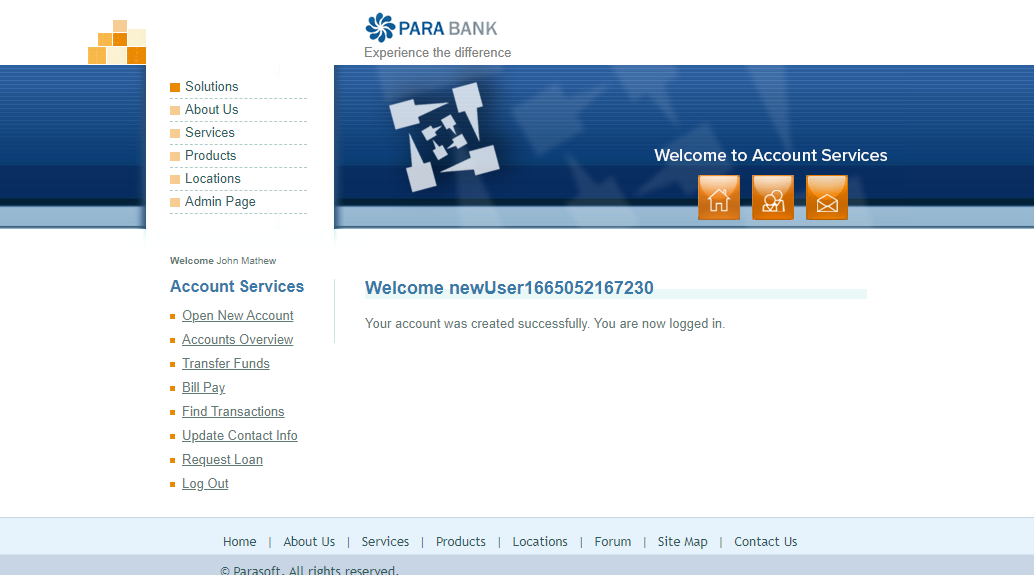 PARA BANK
Experience the difference
Solutions
About Us
Services
Products
Locations
Admin Page
Welcome to Account Services
Welcome John Mathew
Account Services
Open New Account
Accounts Overview
Transfer Funds
Bill Pay
Find Transactions
Update Contact Info
Request Loan
Log Out
Welcome newUser1665052167230
Your account was created successfully. You are now logged in.
Home | About Us | Services | Products | Locations | Forum | Site Map | Contact Us
© Parasoft. All rights reserved.